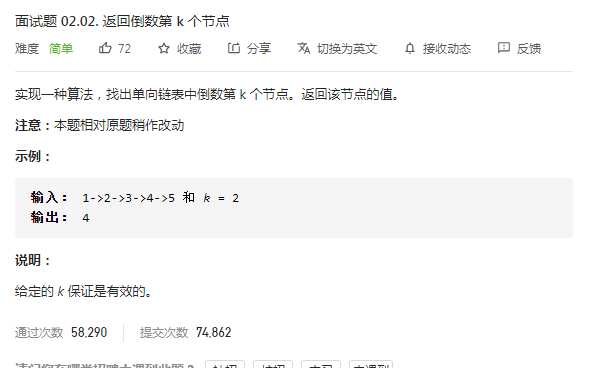 面试题 02.02. 返回倒数第 k 个节点
难度 简单 72 收藏 分享 切换为英文 接收动态 反馈
实现一种算法，找出单向链表中倒数第 k 个节点。返回该节点的值。
注意：本题相对原题稍作改动
示例：
输入： 1->2->3->4->5 和 k = 2
输出： 4
说明：
给定的 k 保证是有效的。
通过次数 58,290 提交次数 74,862